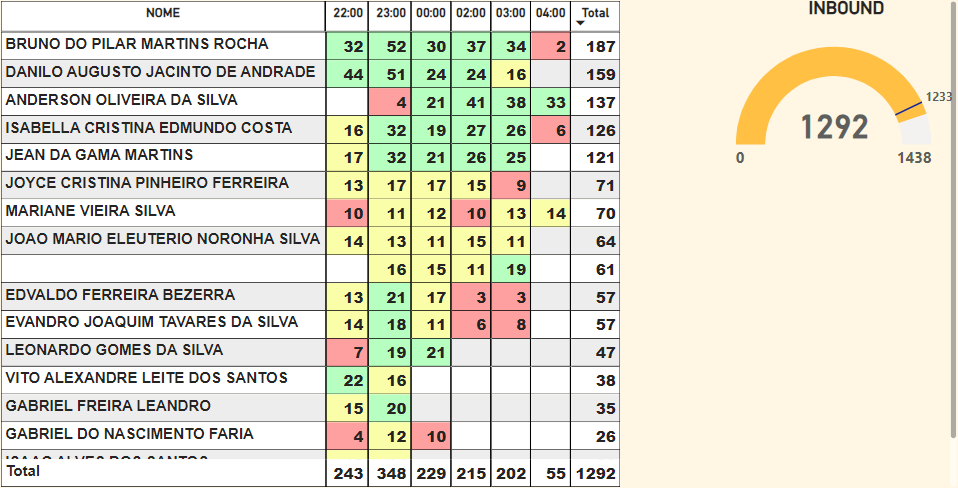 NOME 22:00 23:00 00:00 02:00 03:00 04:00 Total
BRUNO DO PILAR MARTINS ROCHA 32 52 30 37 34 2 187
DANILO AUGUSTO JACINTO DE ANDRADE 44 51 24 24 16 159
ANDERSON OLIVEIRA DA SILVA 4 21 41 38 33 137
ISABELLA CRISTINA EDMUNDO COSTA 16 32 19 27 26 6 126
JEAN DA GAMA MARTINS 17 32 21 26 25 121
JOYCE CRISTINA PINHEIRO FERREIRA 13 17 17 15 9 71
MARIANE VIEIRA SILVA 10 11 12 10 13 14 70
JOAO MARIO ELEUTERIO NORONHA SILVA 14 13 11 15 11 64
16 15 11 19 61
EDVALDO FERREIRA BEZERRA 13 21 17 3 3 57
EVANDRO JOAQUIM TAVARES DA SILVA 14 18 11 6 8 57
LEONARDO GOMES DA SILVA 7 19 21 47
VITO ALEXANDRE LEITE DOS SANTOS 22 16 38
GABRIEL FREIRA LEANDRO 15 20 35
GABRIEL DO NASCIMENTO FARIA 4 12 10 26
Total 243 348 229 215 202 55 1292
INBOUND
1233
1292
0 1438